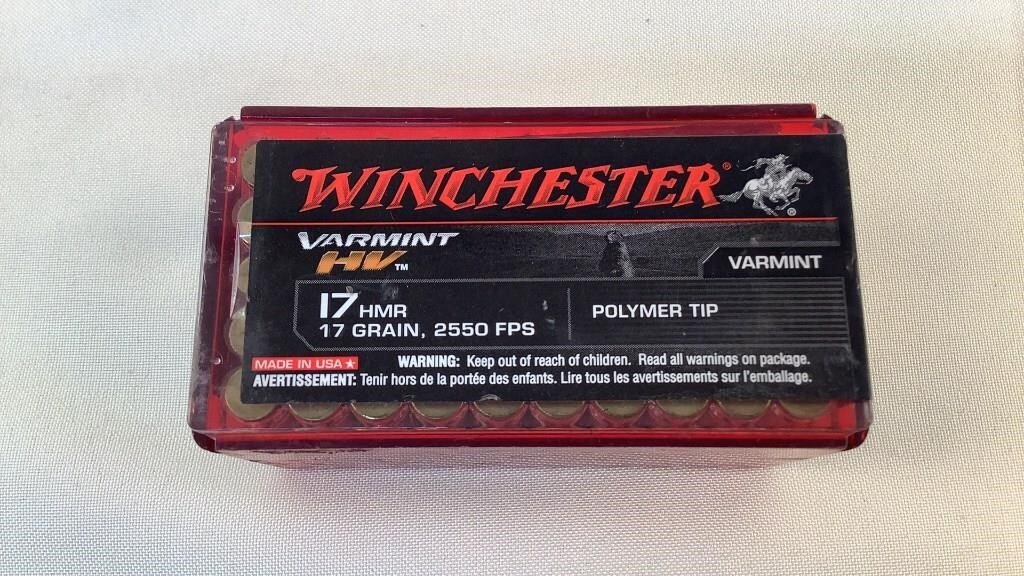 WINCHESTER®
VARMINT
HV™
VARMINT
17 HMR
17 GRAIN, 2550 FPS
POLYMER TIP
MADE IN USA★
WARNING: Keep out of reach of children. Read all warnings on package.
AVERTISSEMENT: Tenir hors de la portée des enfants. Lire tous les avertissements sur l'emballage.